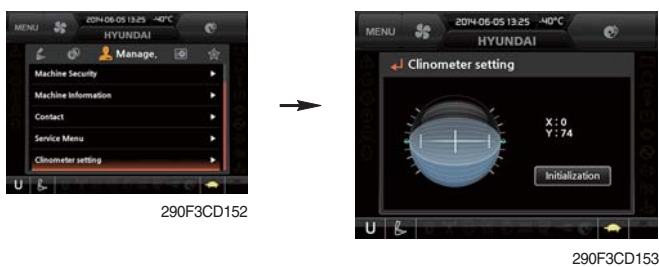 MENU
2014-06-05 13:25 -40°C
HYUNDAI
Manage.
Machine Security
Machine Information
Contact
Service Menu
Clinometer setting
U
290F3CD152
MENU
2014-06-05 13:25 -40°C
HYUNDAI
Clinometer setting
X : 0
Y : 74
Initialization
U
290F3CD153